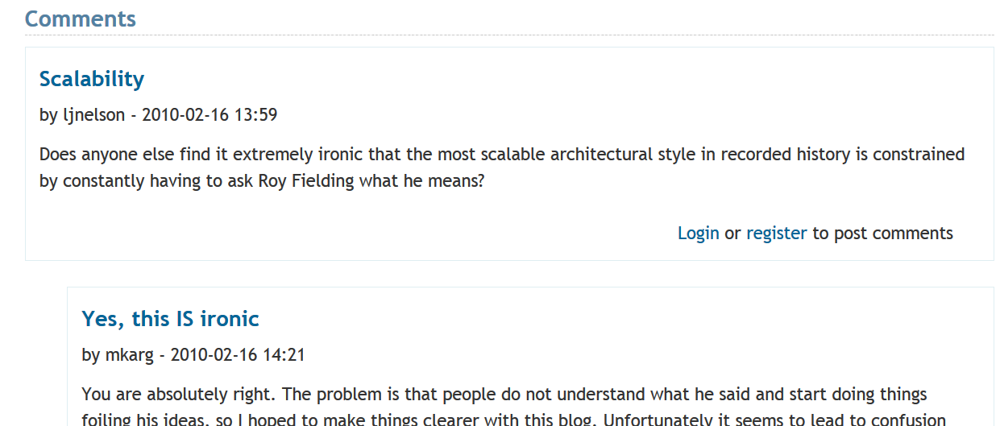 Comments
Scalability
by ljnelson - 2010-02-16 13:59
Does anyone else find it extremely ironic that the most scalable architectural style in recorded history is constrained
by constantly having to ask Roy Fielding what he means?
Login or register to post comments
Yes, this IS ironic
by mkarg - 2010-02-16 14:21
You are absolutely right. The problem is that people do not understand what he said and start doing things
foiling his ideas, so I hoped to make things clearer with this blog. Unfortunately it seems to lead to confusion